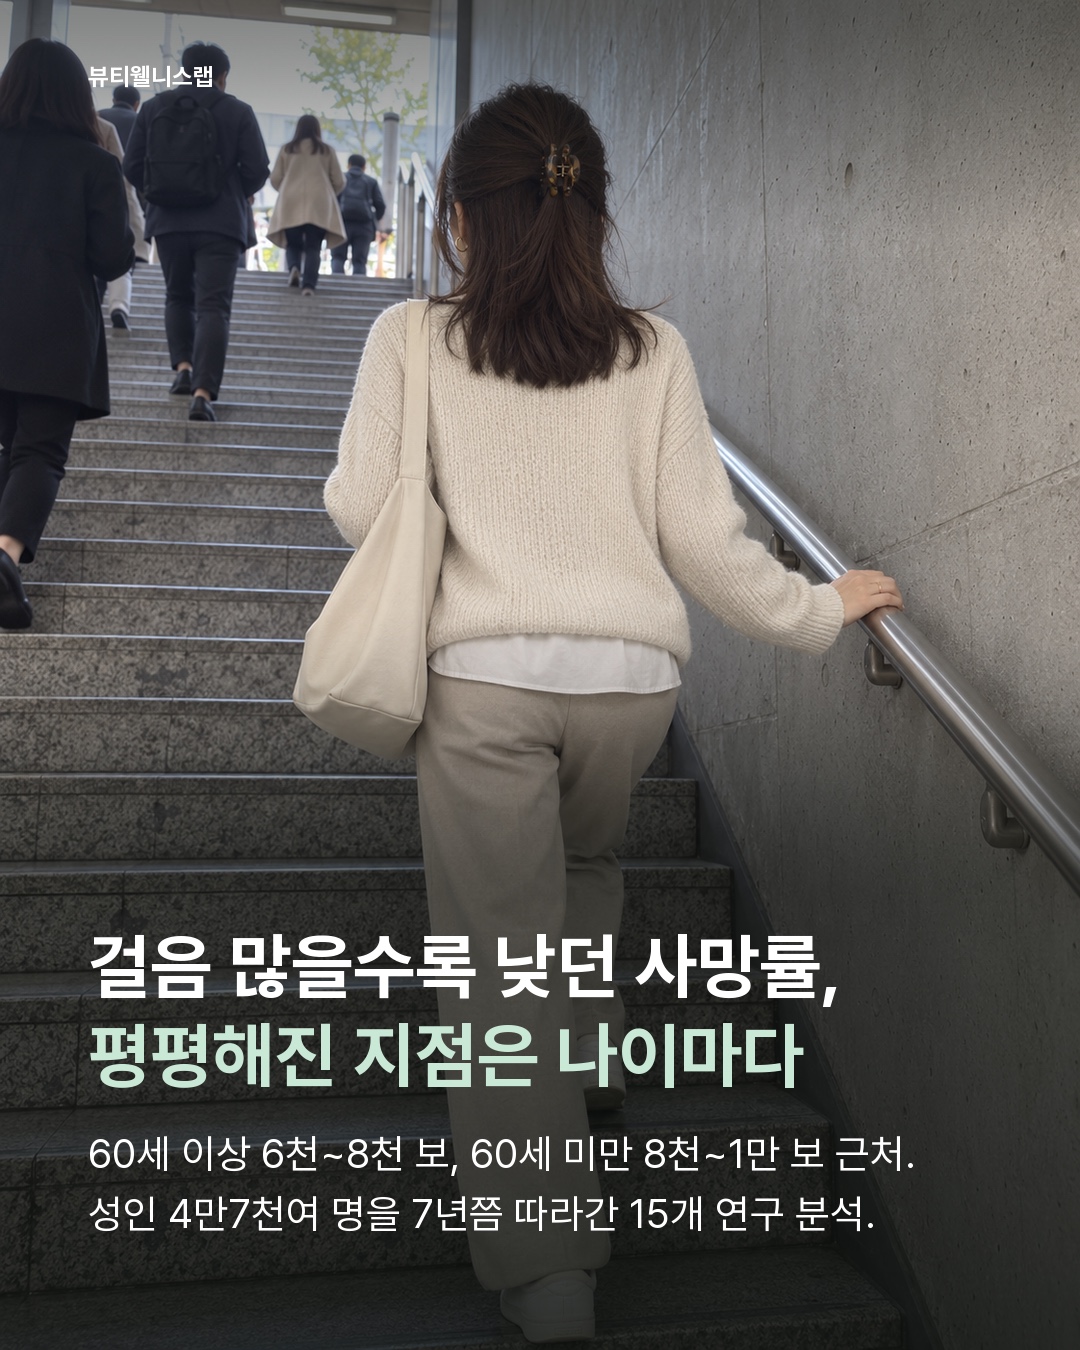 뷰티웰니스랩
걸음 많을수록 낮던 사망률,
평평해진 지점은 나이마다
60세 이상 6천~8천 보, 60세 미만 8천~1만 보 근처.
성인 4만7천여 명을 7년쯤 따라간 15개 연구 분석.